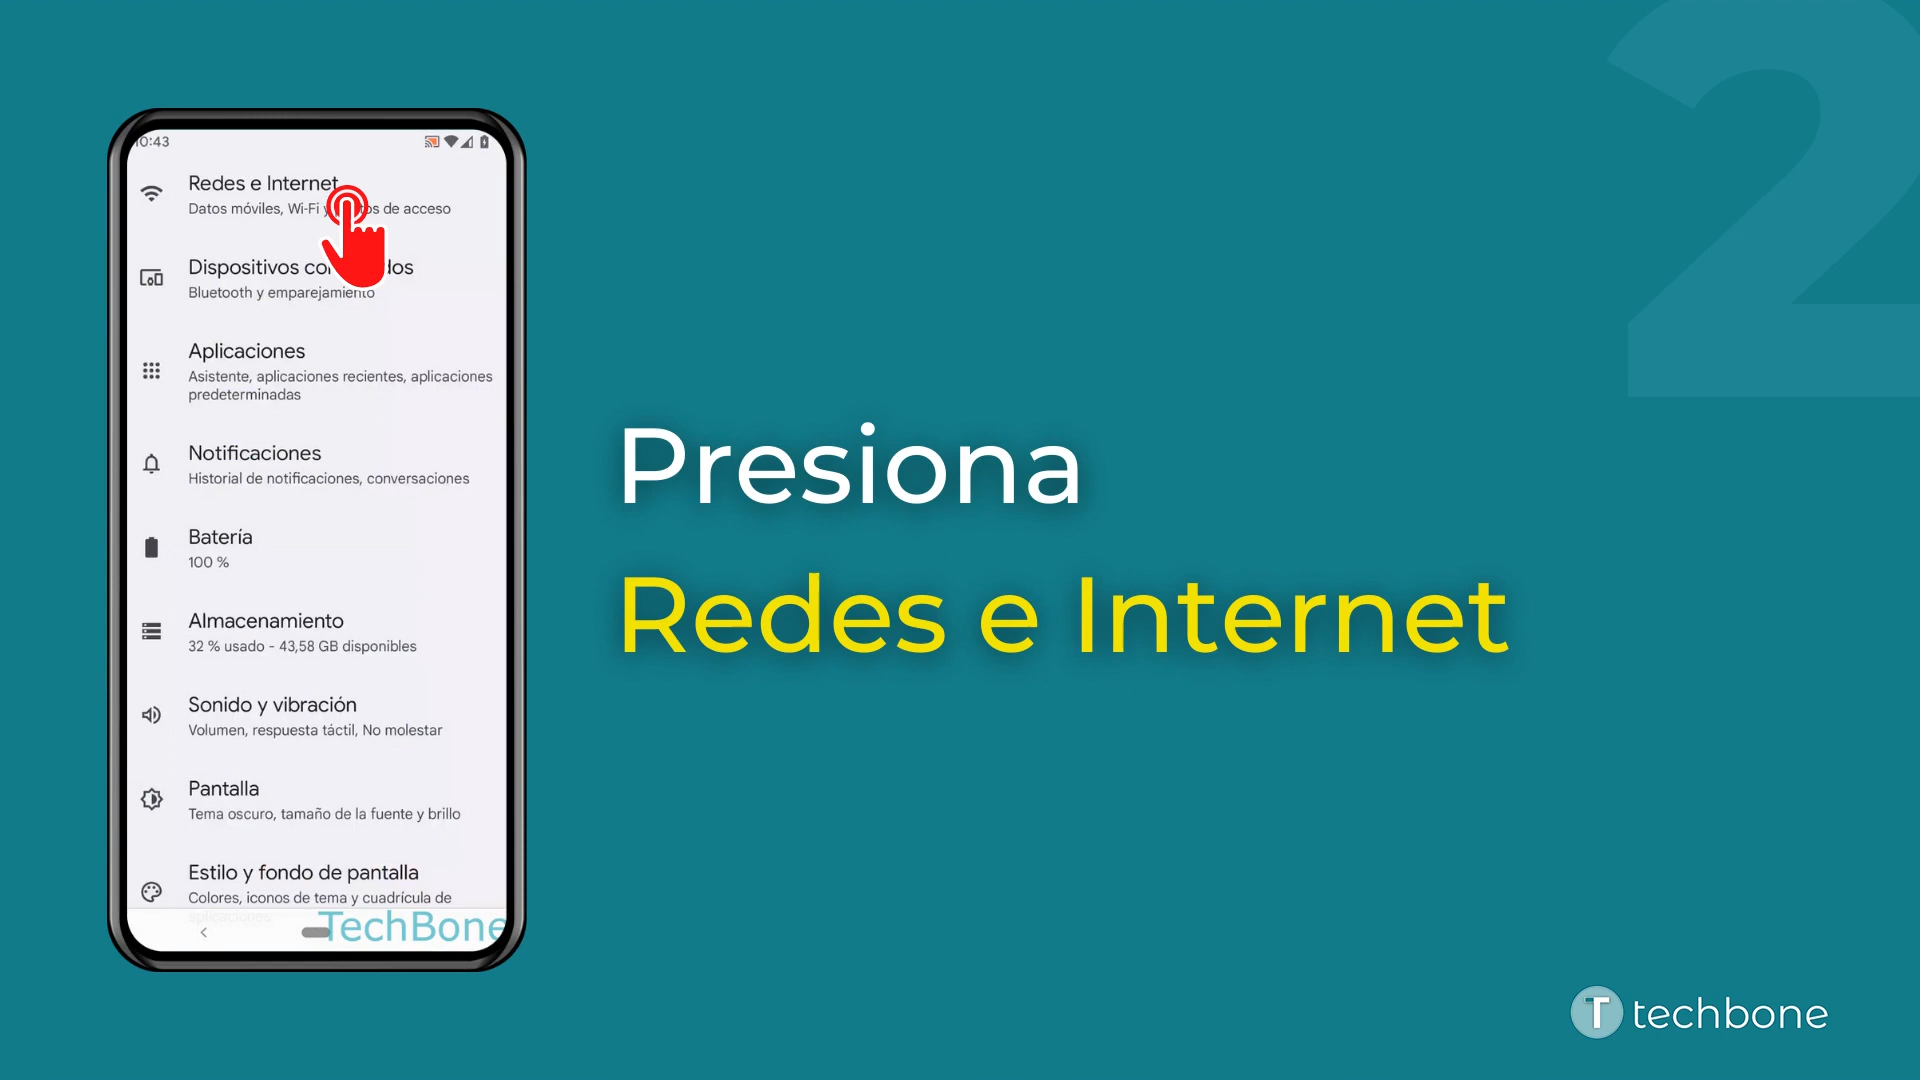 2
10:43
Redes e Internet
Datos móviles, Wi-Fi y de acceso
Dispositivos
Bluetooth y emparejamiento
Aplicaciones
Asistente, aplicaciones recientes, aplicaciones
predeterminadas
Notificaciones
Historial de notificaciones, conversaciones
Batería
100 %
Almacenamiento
32 % usado - 43,58 GB disponibles
Sonido y vibración
Volumen, respuesta táctil, No molestar
Pantalla
Tema oscuro, tamaño de la fuente y brillo
Estilo y fondo de pantalla
Colores, iconos de tema y cuadrícula de
aplicaciones
TechBone
Presiona
Redes e Internet
T techbone